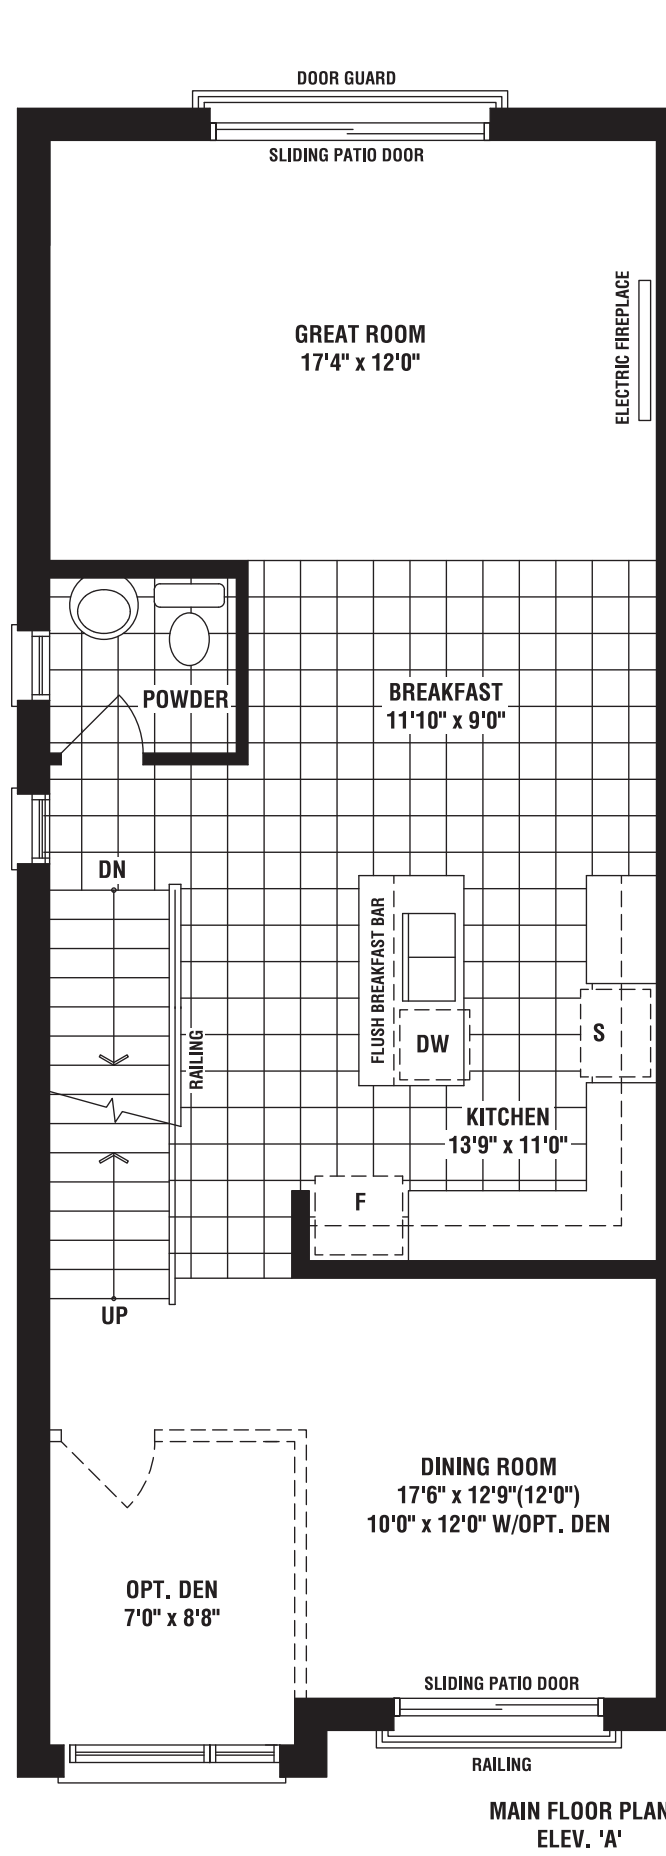 DOOR GUARD
SLIDING PATIO DOOR
ELECTRIC FIREPLACE
GREAT ROOM
17'4" x 12'0"
POWDER
BREAKFAST
11'10" x 9'0"
DN
FLUSH BREAKFAST BAR
DW
S
RAILING
KITCHEN
13'9" x 11'0"
F
UP
DINING ROOM
17'6" x 12'9"(12'0")
10'0" x 12'0" W/OPT. DEN
OPT. DEN
7'0" x 8'8"
SLIDING PATIO DOOR
RAILING
MAIN FLOOR PLAN
ELEV. 'A'